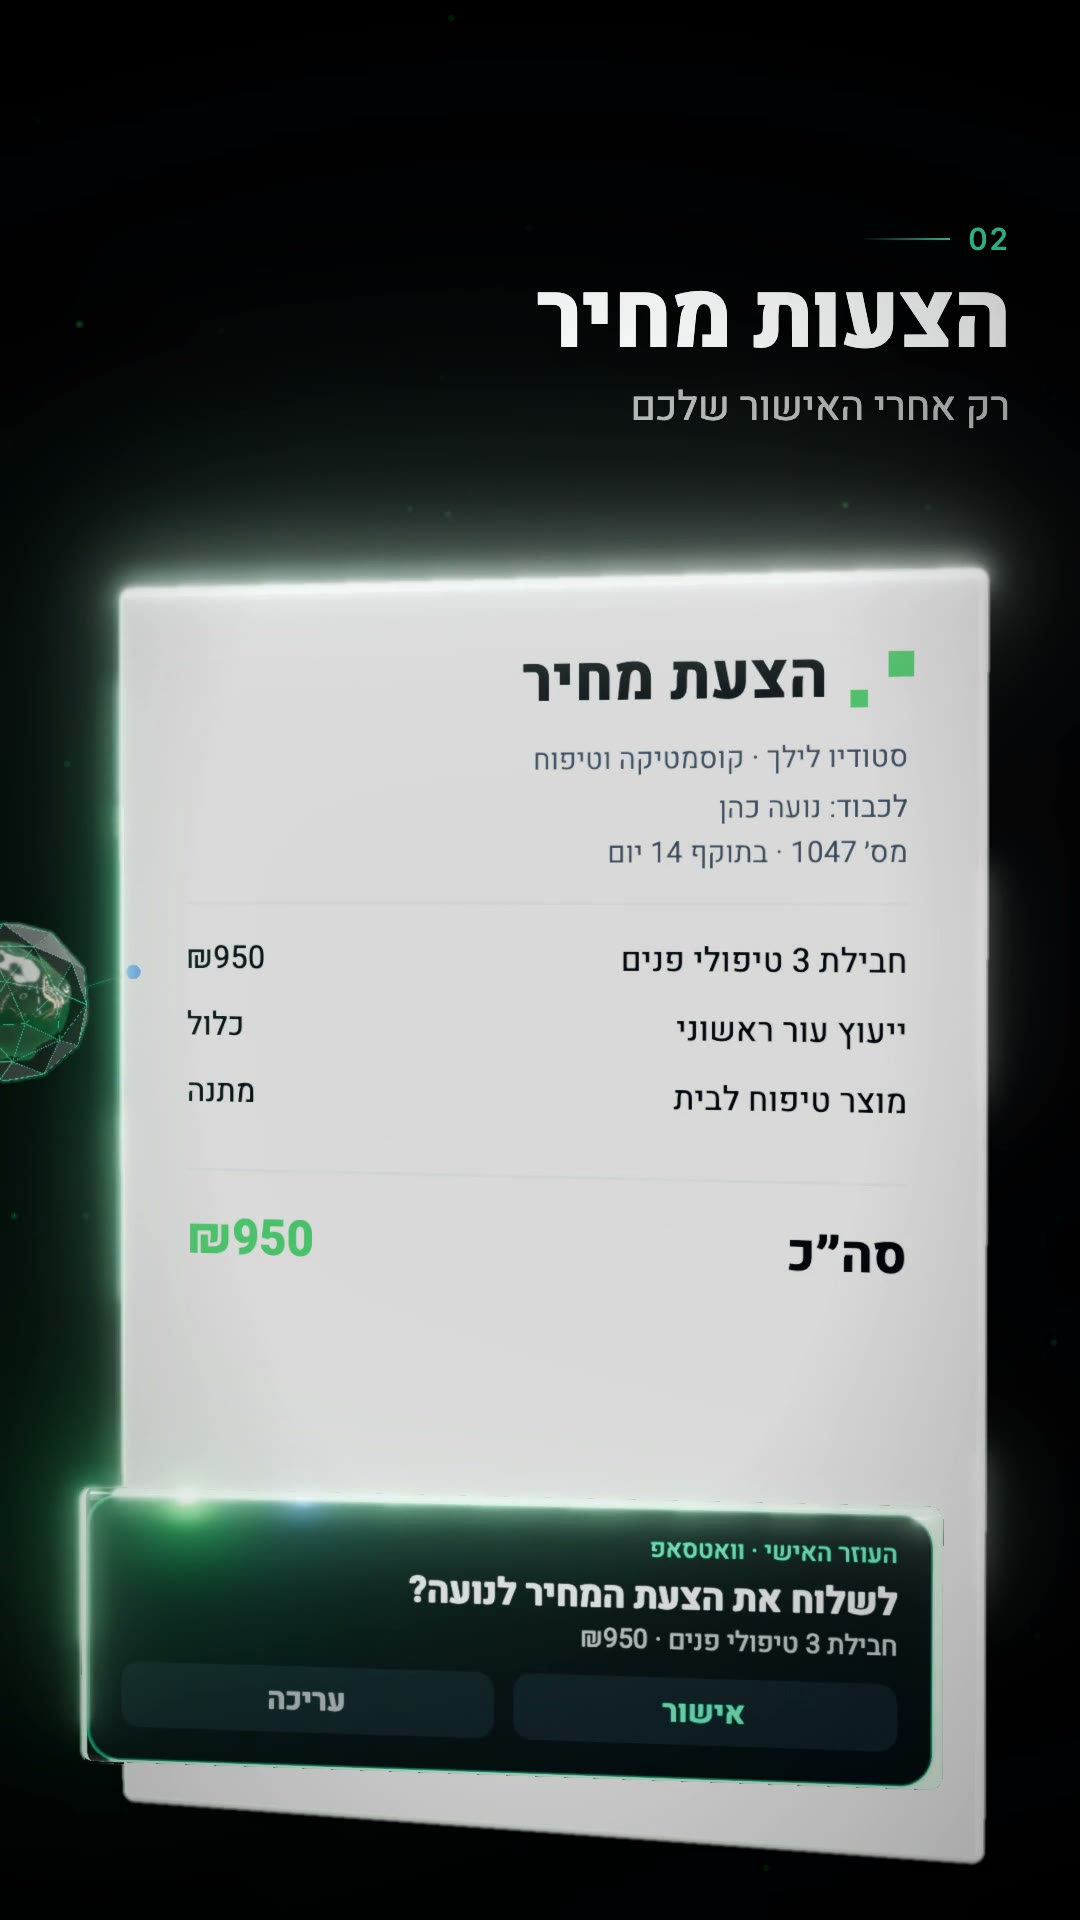 02
הצעות מחיר
רק אחרי האישור שלכם
הצעת מחיר
סטודיו לילך · קוסמטיקה וטיפוח
לכבוד: נועה כהן
מס׳ 1047 · בתוקף 14 יום
חבילת 3 טיפולי פנים ₪950
ייעוץ עור ראשוני כלול
מוצר טיפוח לבית מתנה
סה״כ ₪950
העוזר האישי · וואטסאפ
לשלוח את הצעת המחיר לנועה?
חבילת 3 טיפולי פנים · ₪950
אישור עריכה